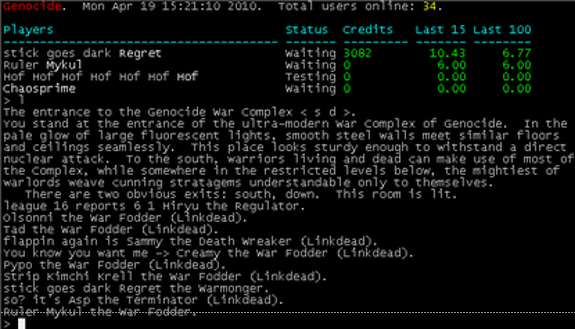 Genocide. Mon Apr 19 15:21:10 2010. Total users online: 34.
Players Status Credits Last 15 Last 100
stick goes dark Regret Waiting 3082 10.43 6.77
Ruler Mykul Waiting 0 6.00 6.00
Hof Hof Hof Hof Hof Hof Hof Testing 0 0.00 0.00
Chaosprime Waiting 0 0.00 0.00
> l
The entrance to the Genocide War Complex < s d >.
You stand at the entrance of the ultra-modern War Complex of Genocide. In the
pale glow of large fluorescent lights, smooth steel walls meet similar floors
and ceilings seamlessly. This place looks sturdy enough to withstand a direct
nuclear attack. To the south, warriors living and dead can make use of most of
the Complex, while somewhere in the restricted levels below, the mightiest of
warlords weave cunning stratagems understandable only to themselves.
There are two obvious exits: south, down. This room is lit.
league 16 reports 6 1 Hiryu the Regulator.
Olsonni the War Fodder (Linkdead).
Tad the War Fodder (Linkdead).
flappin again is Sammy the Death Wreaker (Linkdead).
You know you want me -> Creamy the War Fodder (Linkdead).
Pypo the War Fodder (Linkdead).
Strip Kimchi Krell the War Fodder (Linkdead).
stick goes dark Regret the Warmonger.
so? it's Asp the Terminator (Linkdead).
Ruler Mykul the War Fodder.
>